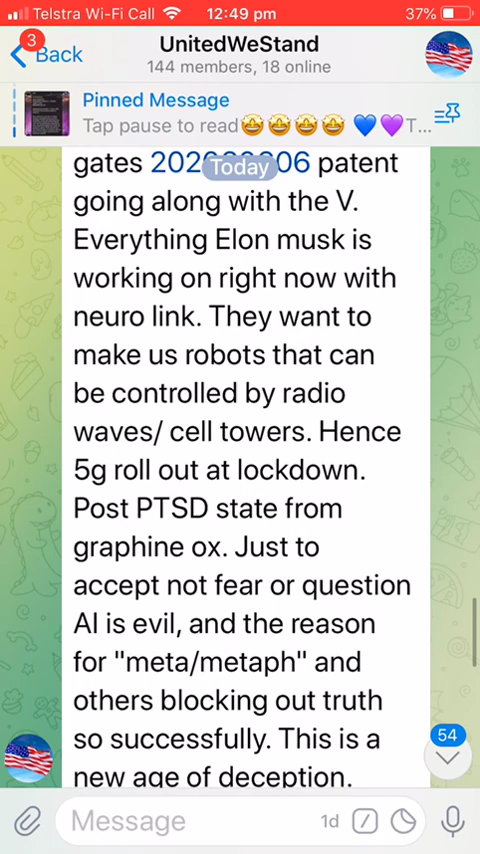 Telstra Wi-Fi Call 12:49 pm 37%
3
Back
UnitedWeStand
144 members, 18 online
Pinned Message
Tap pause to read🤩🤩🤩🤩 💙💜T...
Today
gates 202 06 patent
going along with the V.
Everything Elon musk is
working on right now with
neuro link. They want to
make us robots that can
be controlled by radio
waves/ cell towers. Hence
5g roll out at lockdown.
Post PTSD state from
graphine ox. Just to
accept not fear or question
AI is evil, and the reason
for "meta/metaph" and
others blocking out truth
so successfully. This is a
new age of deception.
54
Message
1d